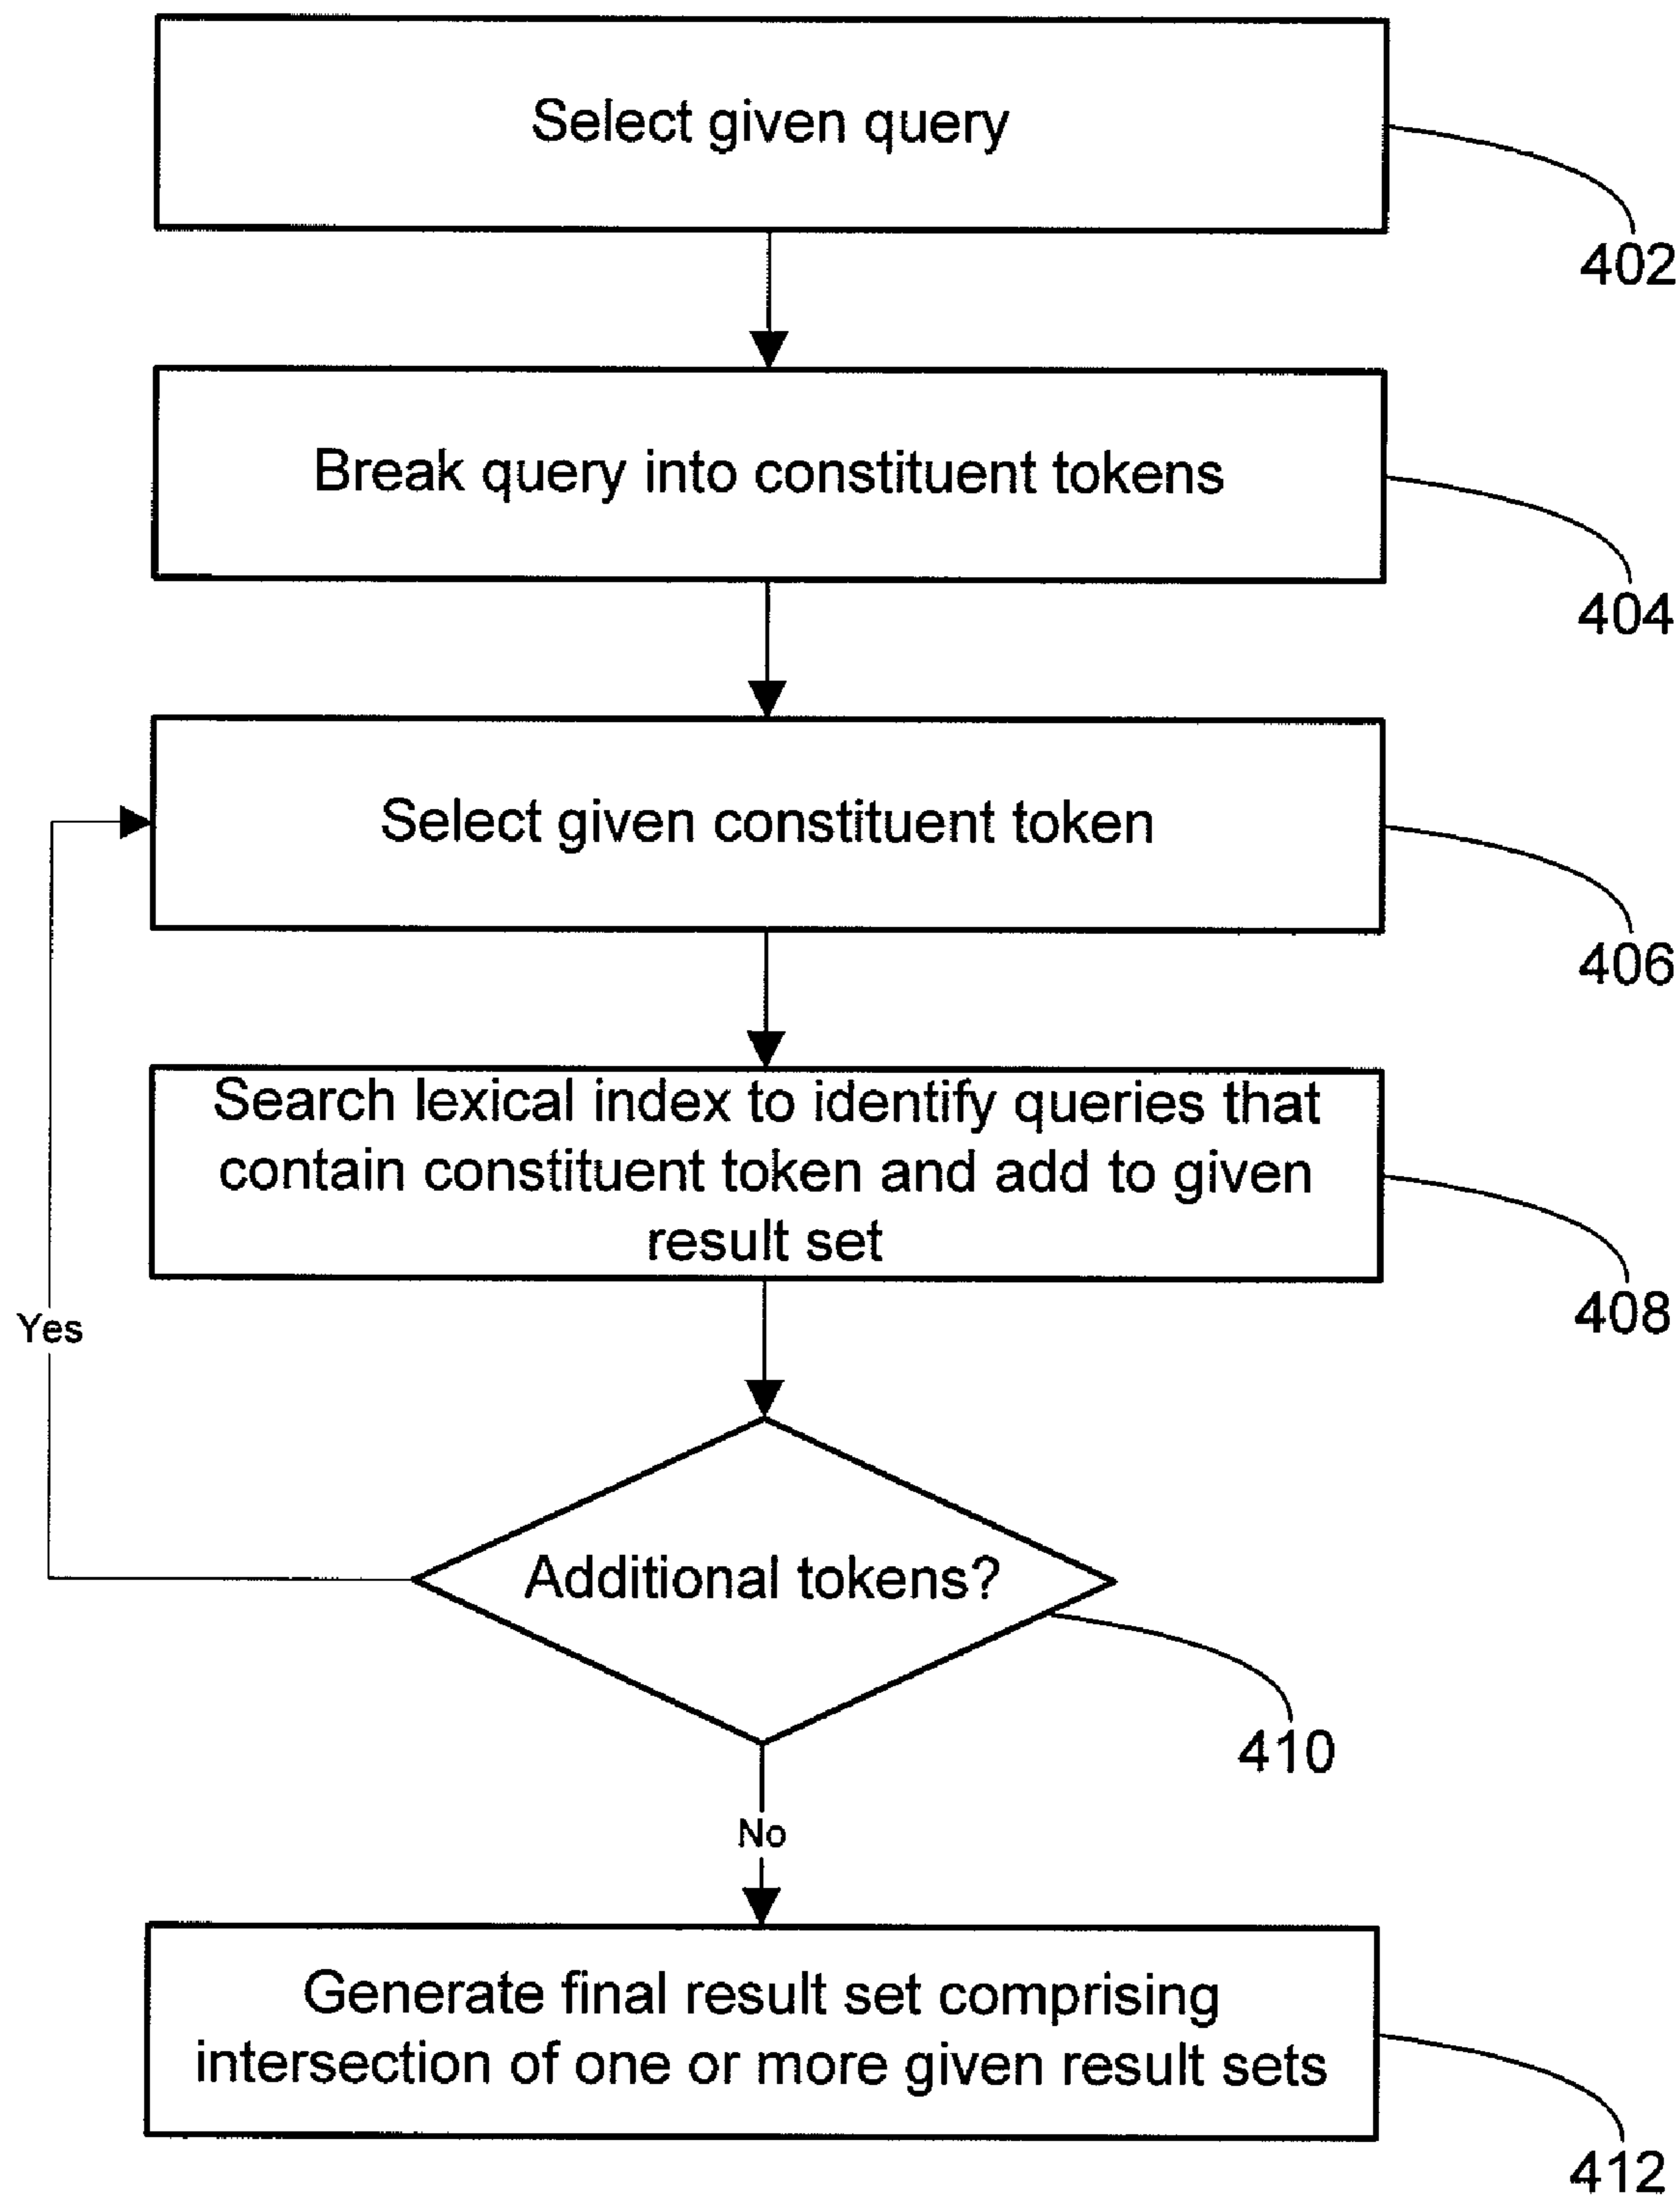 Select given query
402
Break query into constituent tokens
404
Select given constituent token
406
Search lexical index to identify queries that
contain constituent token and add to given
result set
408
Yes
Additional tokens?
410
No
Generate final result set comprising
intersection of one or more given result sets
412